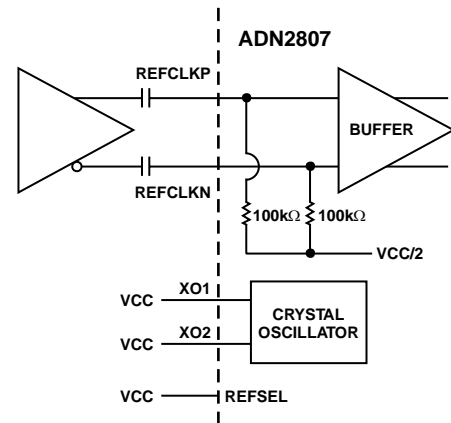 ADN2807
REFCLKP
BUFFER
REFCLKN
100kΩ 100kΩ
VCC/2
VCC XO1
CRYSTAL
OSCILLATOR
VCC XO2
VCC REFSEL